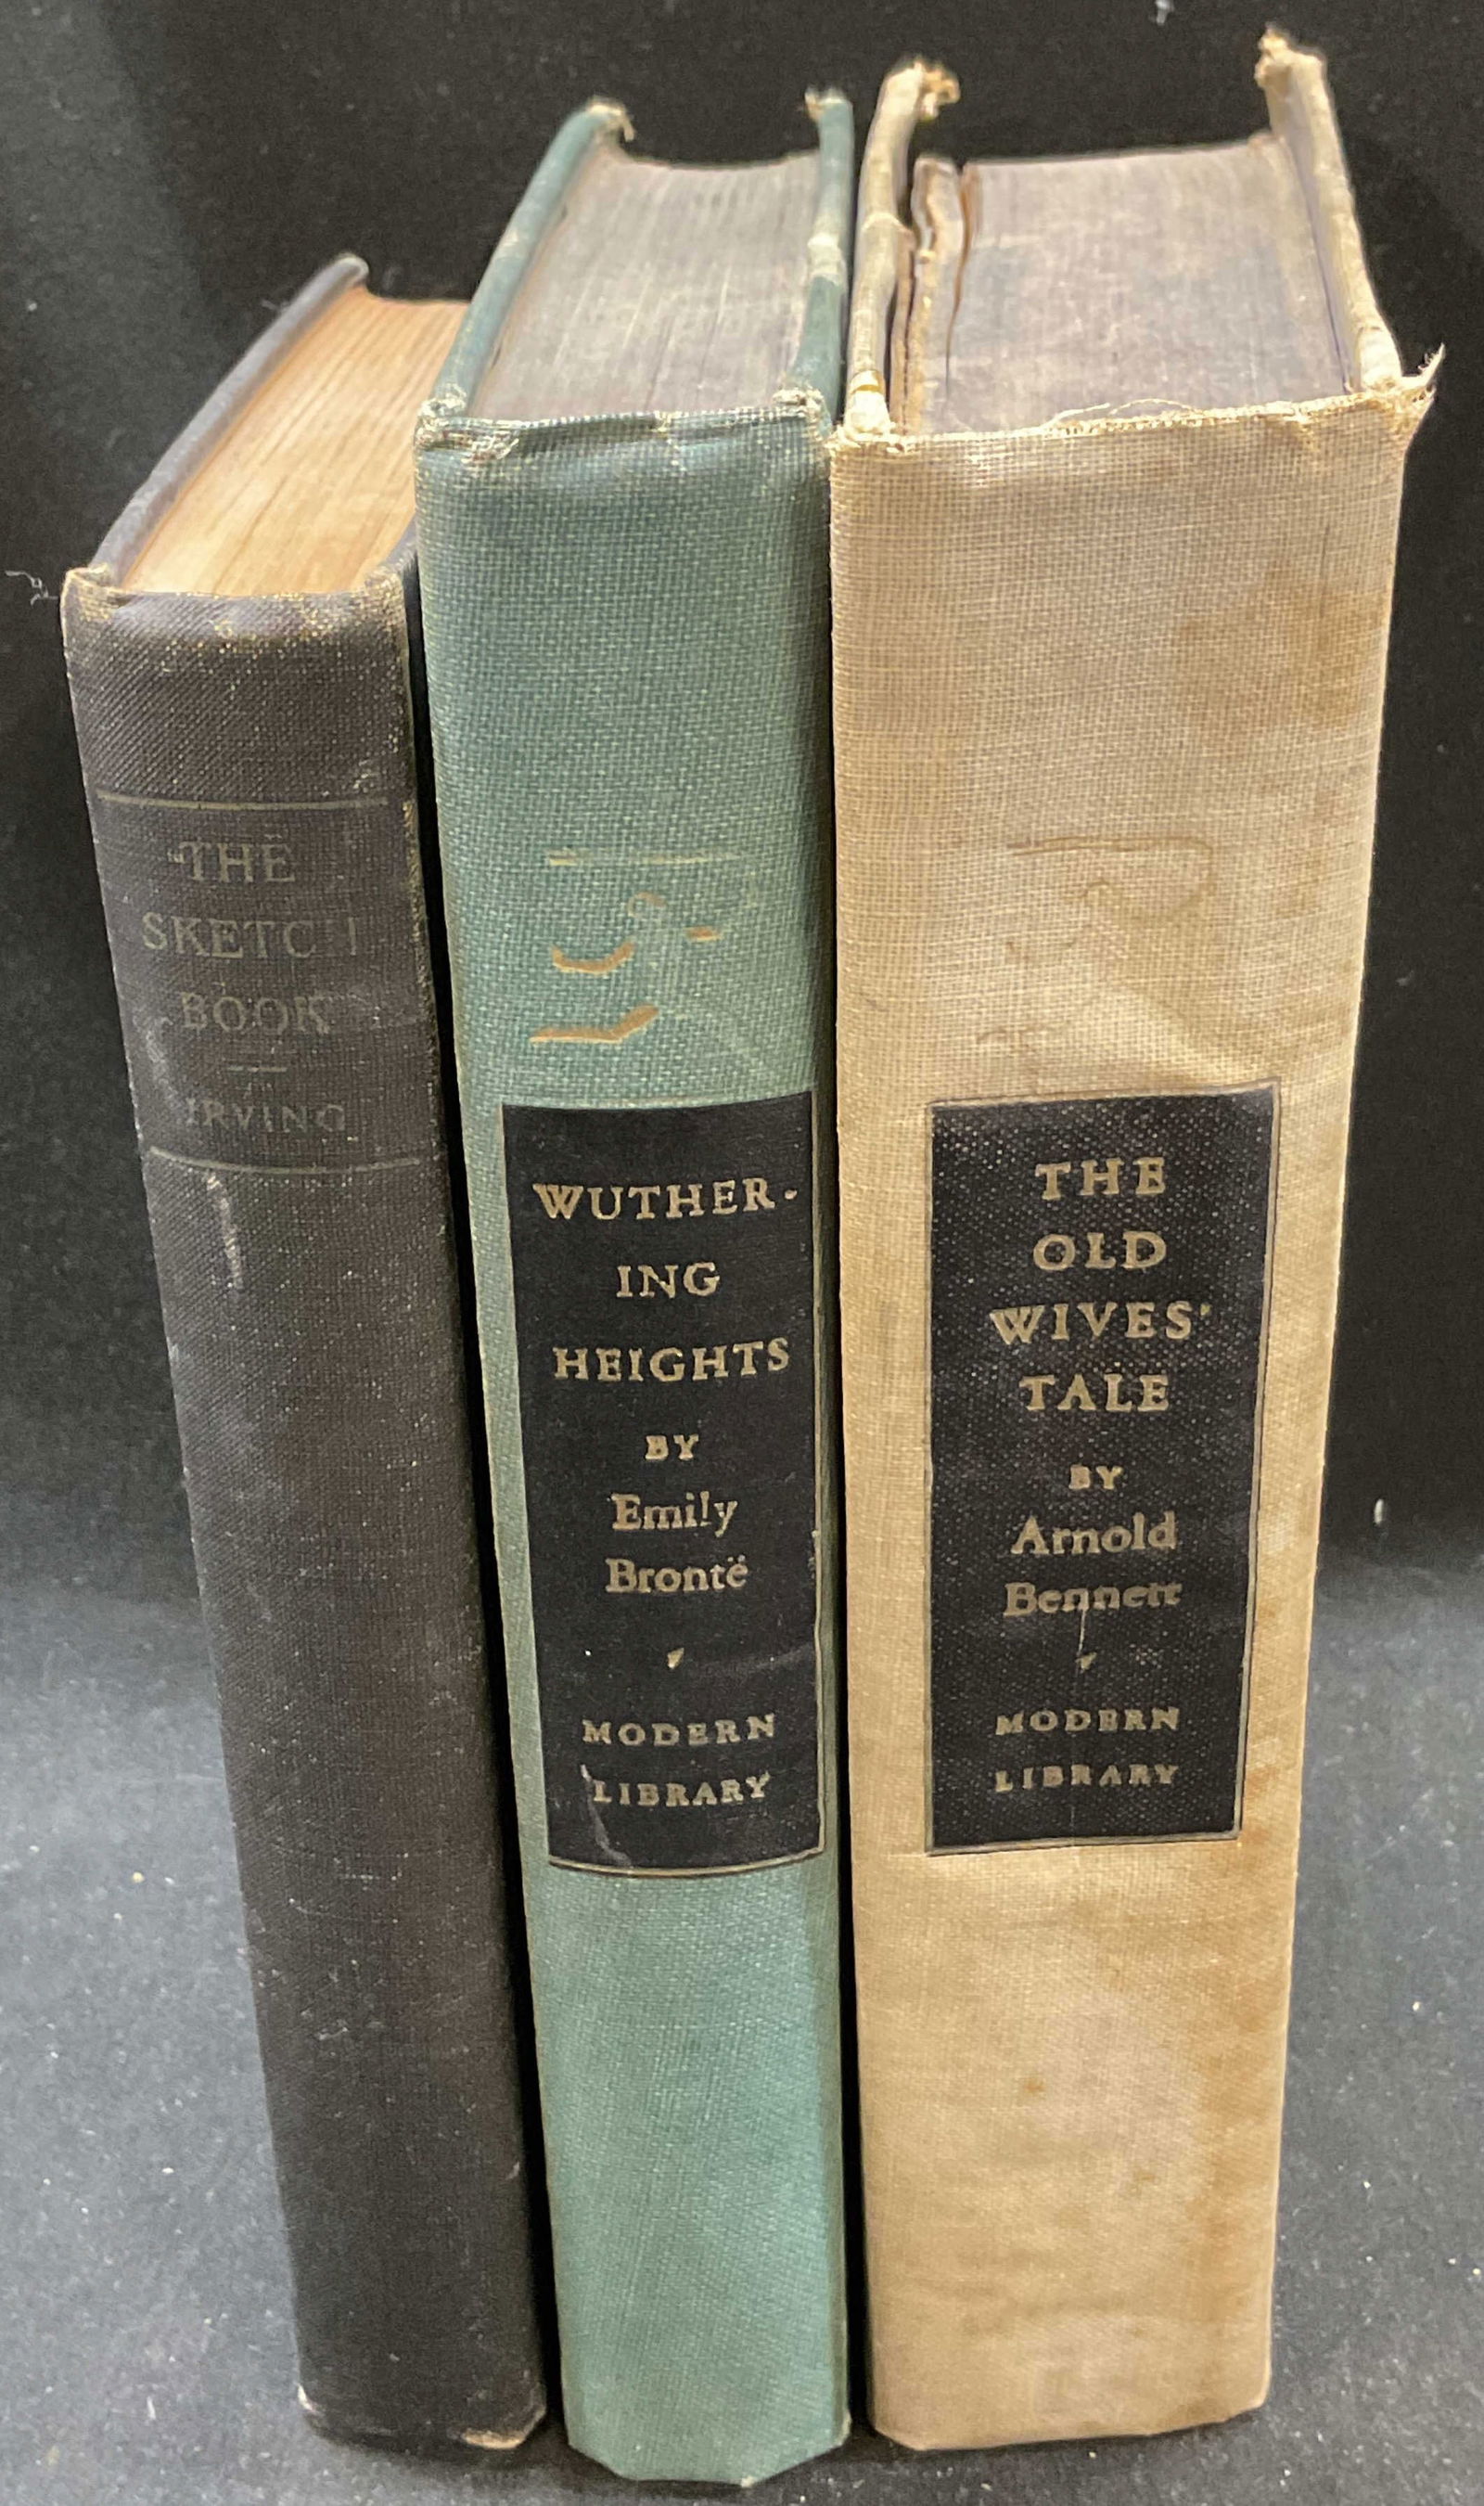 THE
SKETCH
BOOK
IRVING
WUTHER-
ING
HEIGHTS
BY
Emily
Brontë
MODERN
LIBRARY
THE
OLD
WIVES'
TALE
BY
Arnold
Bennett
MODERN
LIBRARY